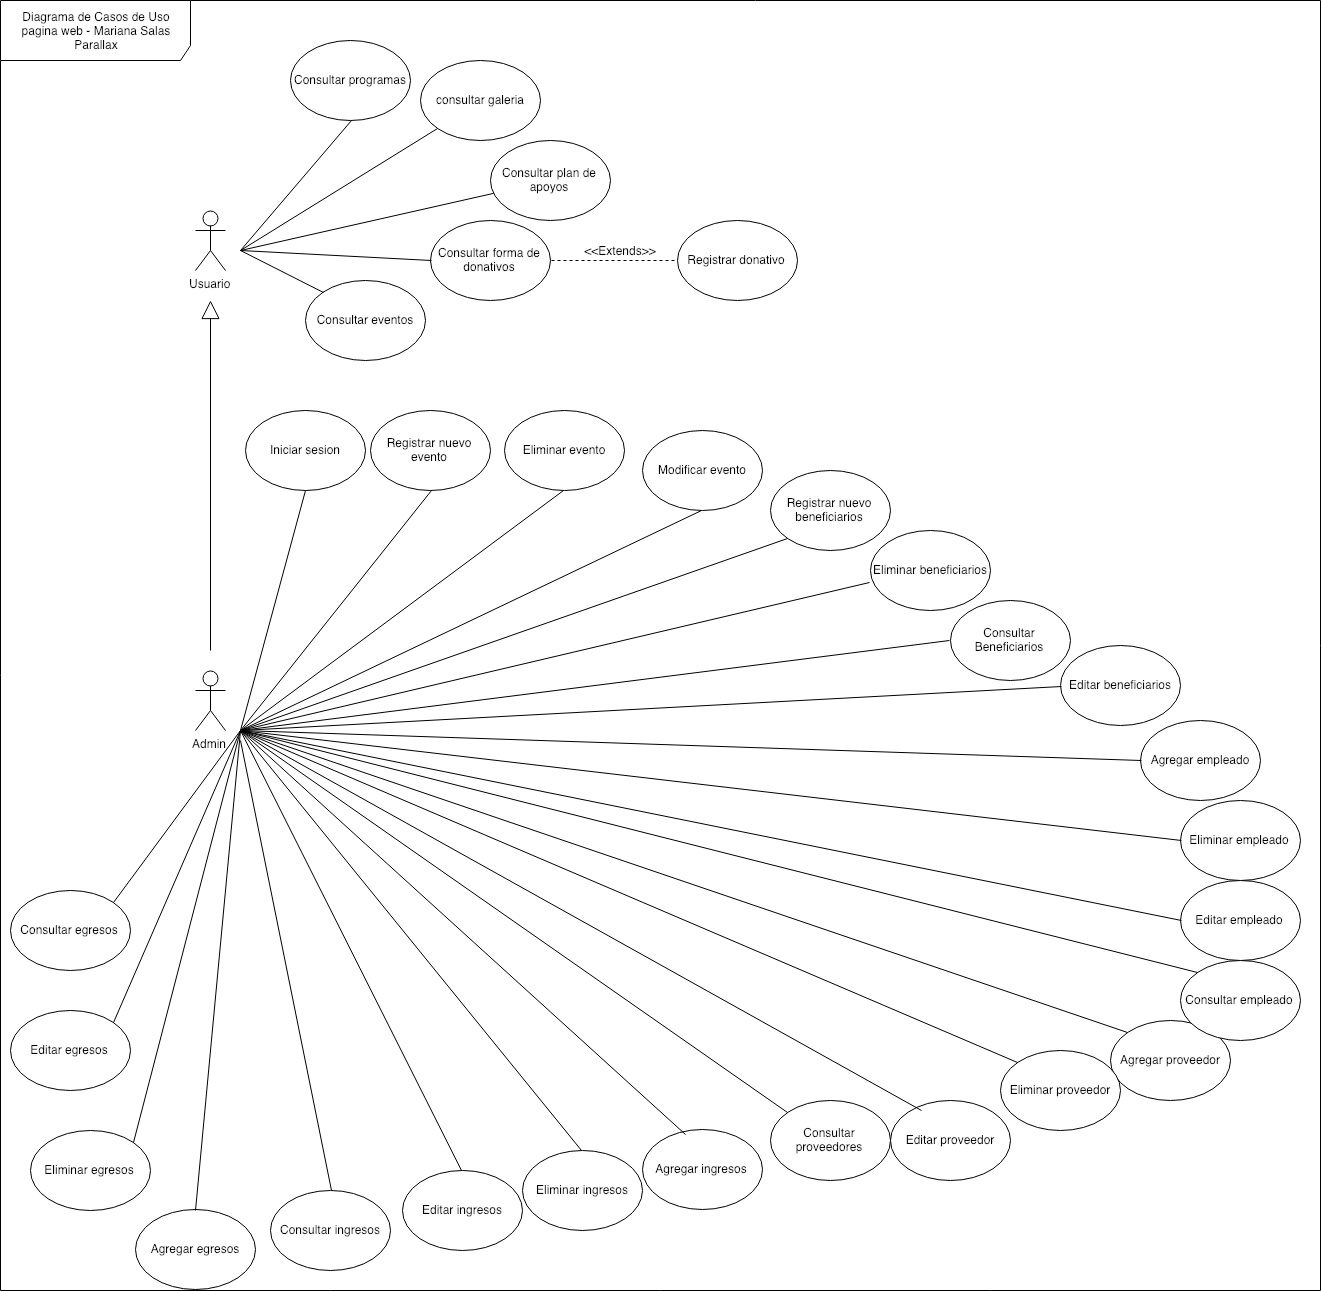 Diagrama de Casos de Uso
pagina web - Mariana Salas
Parallax
Consultar programas
consultar galeria
Consultar plan de
apoyos
Usuario
Consultar forma de
donativos
<<Extends>>
Registrar donativo
Consultar eventos
Iniciar sesion
Registrar nuevo
evento
Eliminar evento
Modificar evento
Registrar nuevo
beneficiarios
Eliminar beneficiarios
Consultar
Beneficiarios
Editar beneficiarios
Admin
Agregar empleado
Eliminar empleado
Editar empleado
Consultar empleado
Agregar proveedor
Eliminar proveedor
Editar proveedor
Consultar
proveedores
Agregar ingresos
Eliminar ingresos
Editar ingresos
Consultar ingresos
Agregar egresos
Eliminar egresos
Editar egresos
Consultar egresos